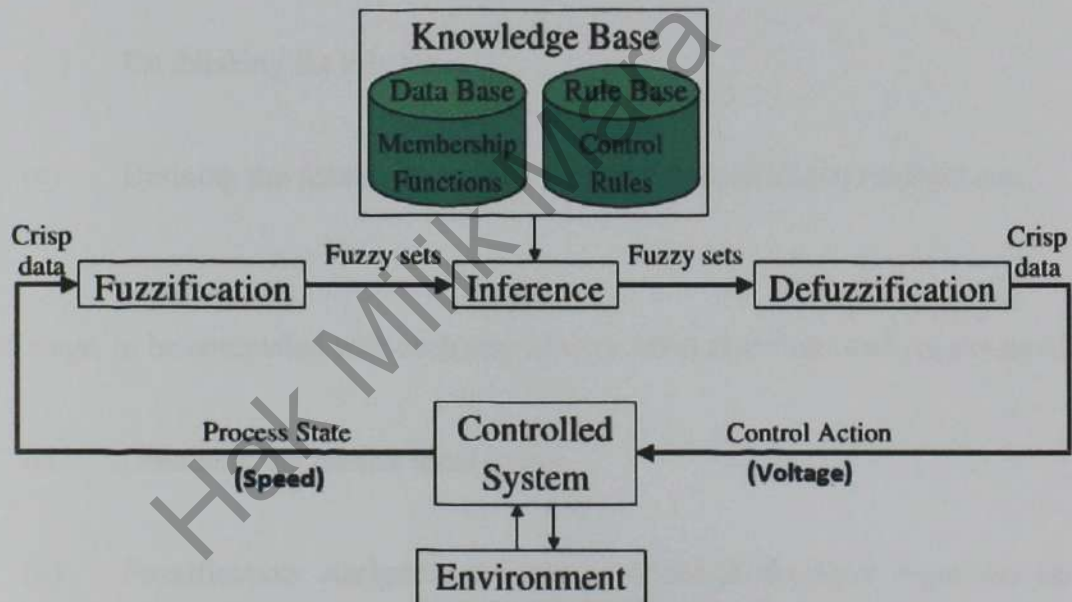 Knowledge Base
Data Base
Rule Base
Membership
Functions
Control
Rules
Crisp
data
Fuzzification
Fuzzy sets
Inference
Fuzzy sets
Defuzzification
Crisp
data
Process State
(Speed)
Controlled
System
Control Action
(Voltage)
Environment
Hak Milik Mara